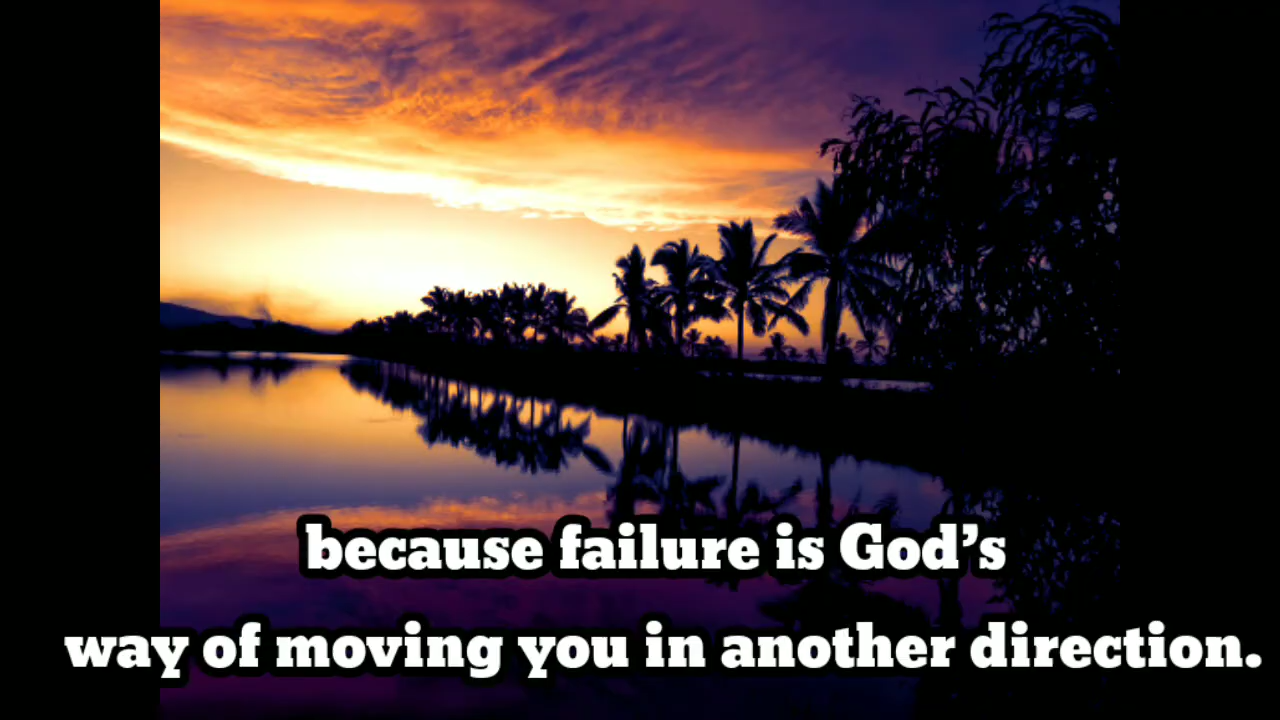 because failure is God’s
way of moving you in another direction.